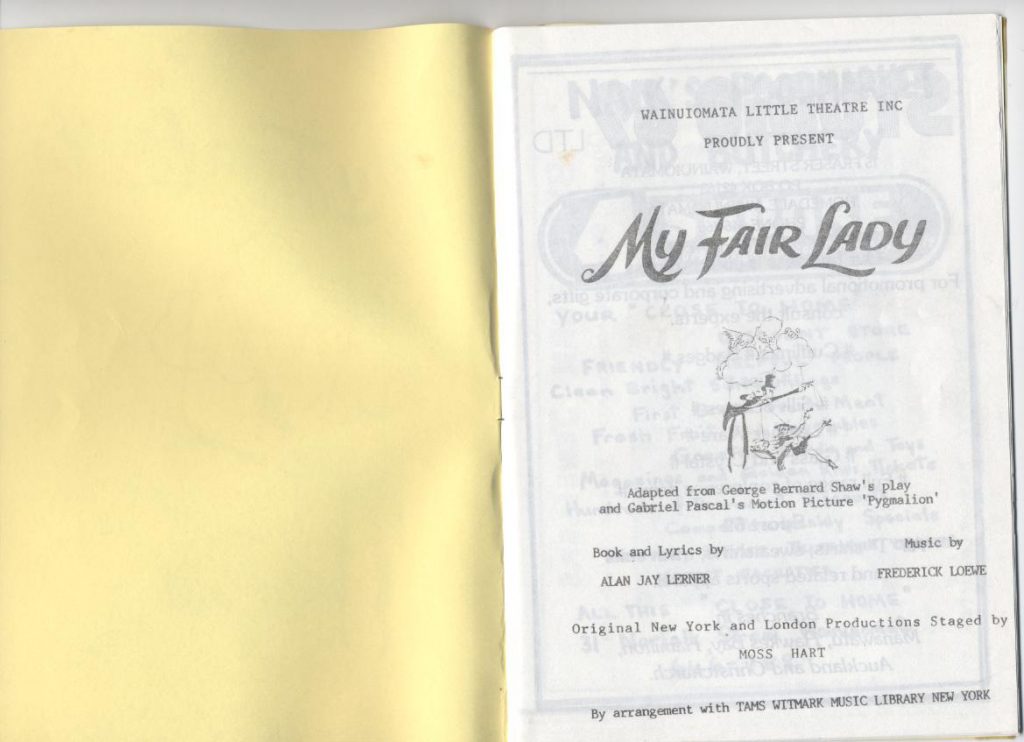 WAINUIOMATA LITTLE THEATRE INC
PROUDLY PRESENT
My Fair Lady
Adapted from George Bernard Shaw's play
and Gabriel Pascal's Motion Picture 'Pygmalion'
Book and Lyrics by
ALAN JAY LERNER
Music by
FREDERICK LOEWE
Original New York and London Productions Staged by
MOSS HART
By arrangement with TAMS WITMARK MUSIC LIBRARY NEW YORK